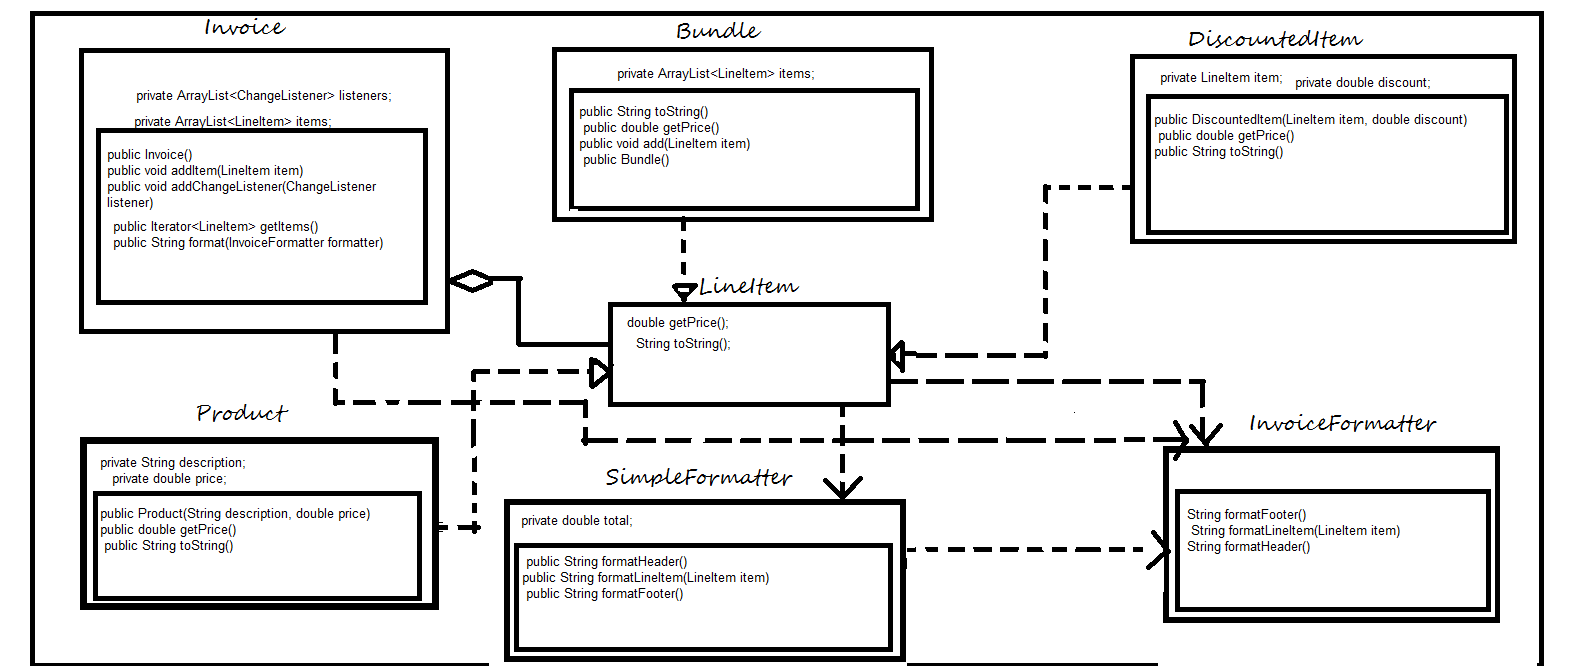 Invoice
private ArrayList<ChangeListener> listeners;
private ArrayList<LineItem> items;
public Invoice()
public void addItem(LineItem item)
public void addChangeListener(ChangeListener
listener)
public Iterator<LineItem> getItems()
public String format(InvoiceFormatter formatter)
Bundle
private ArrayList<LineItem> items;
public String toString()
public double getPrice()
public void add(LineItem item)
public Bundle()
DiscountedItem
private LineItem item; private double discount;
public DiscountedItem(LineItem item, double discount)
public double getPrice()
public String toString()
LineItem
double getPrice();
String toString();
Product
private String description;
private double price;
public Product(String description, double price)
public double getPrice()
public String toString()
SimpleFormatter
private double total;
public String formatHeader()
public String formatLineItem(LineItem item)
public String formatFooter()
InvoiceFormatter
String formatFooter()
String formatLineItem(LineItem item)
String formatHeader()